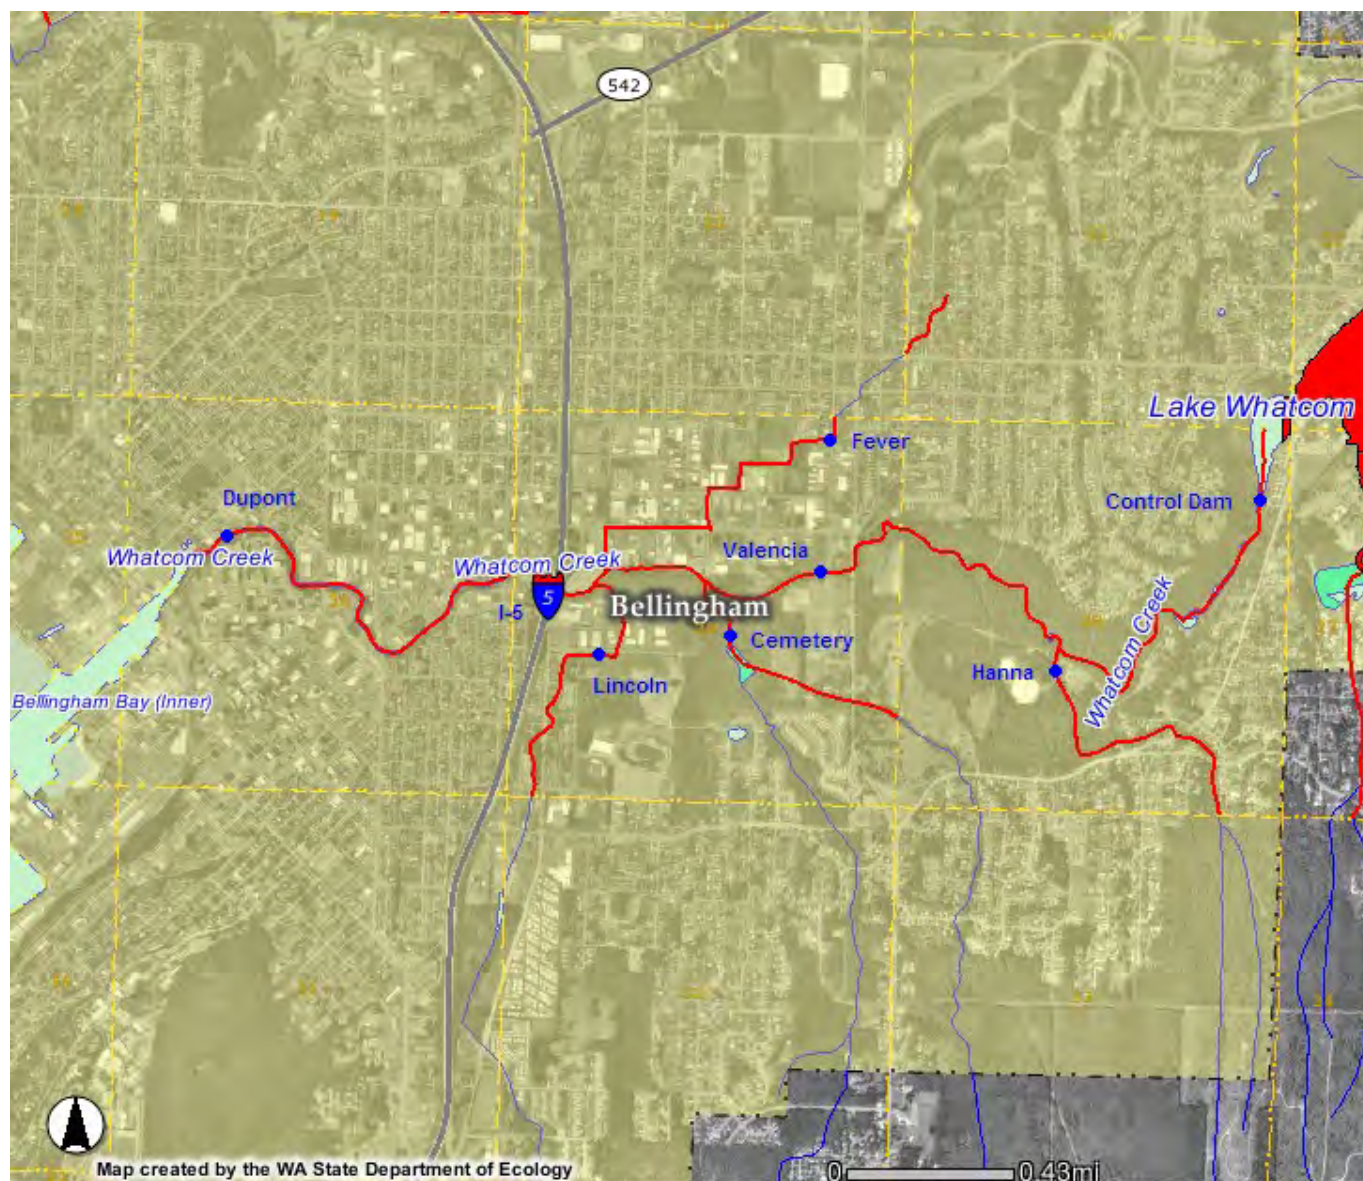 542
Lake Whatcom
Fever
Control Dam
Dupont
Valencia
Whatcom Creek
Whatcom Creek
5
I-5
Bellingham
Cemetery
Whatcom Creek
Hanna
Lincoln
Bellingham Bay (Inner)
Map created by the WA State Department of Ecology
0 0.43mi